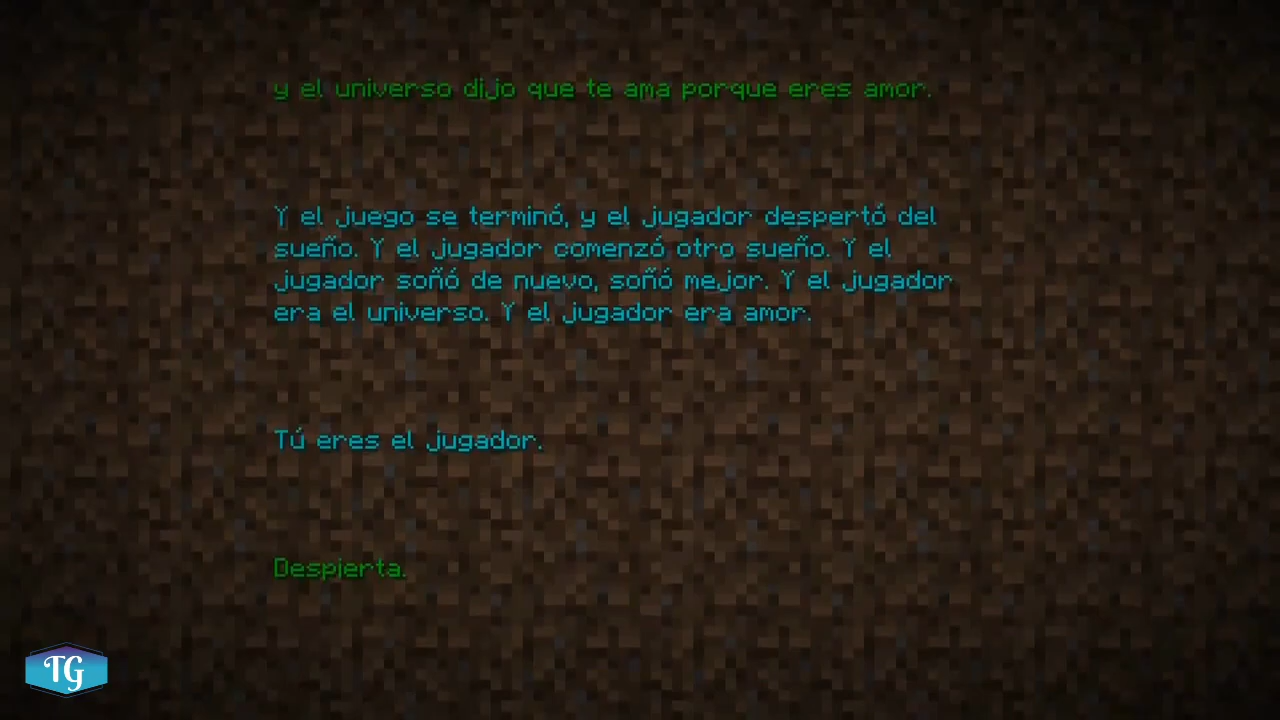 y el universo dijo que te ama porque eres amor.
Y el juego se terminó, y el jugador despertó del
sueño. Y el jugador comenzó otro sueño. Y el
jugador soñó de nuevo, soñó mejor. Y el jugador
era el universo. Y el jugador era amor.
Tú eres el jugador.
Despierta.
TG